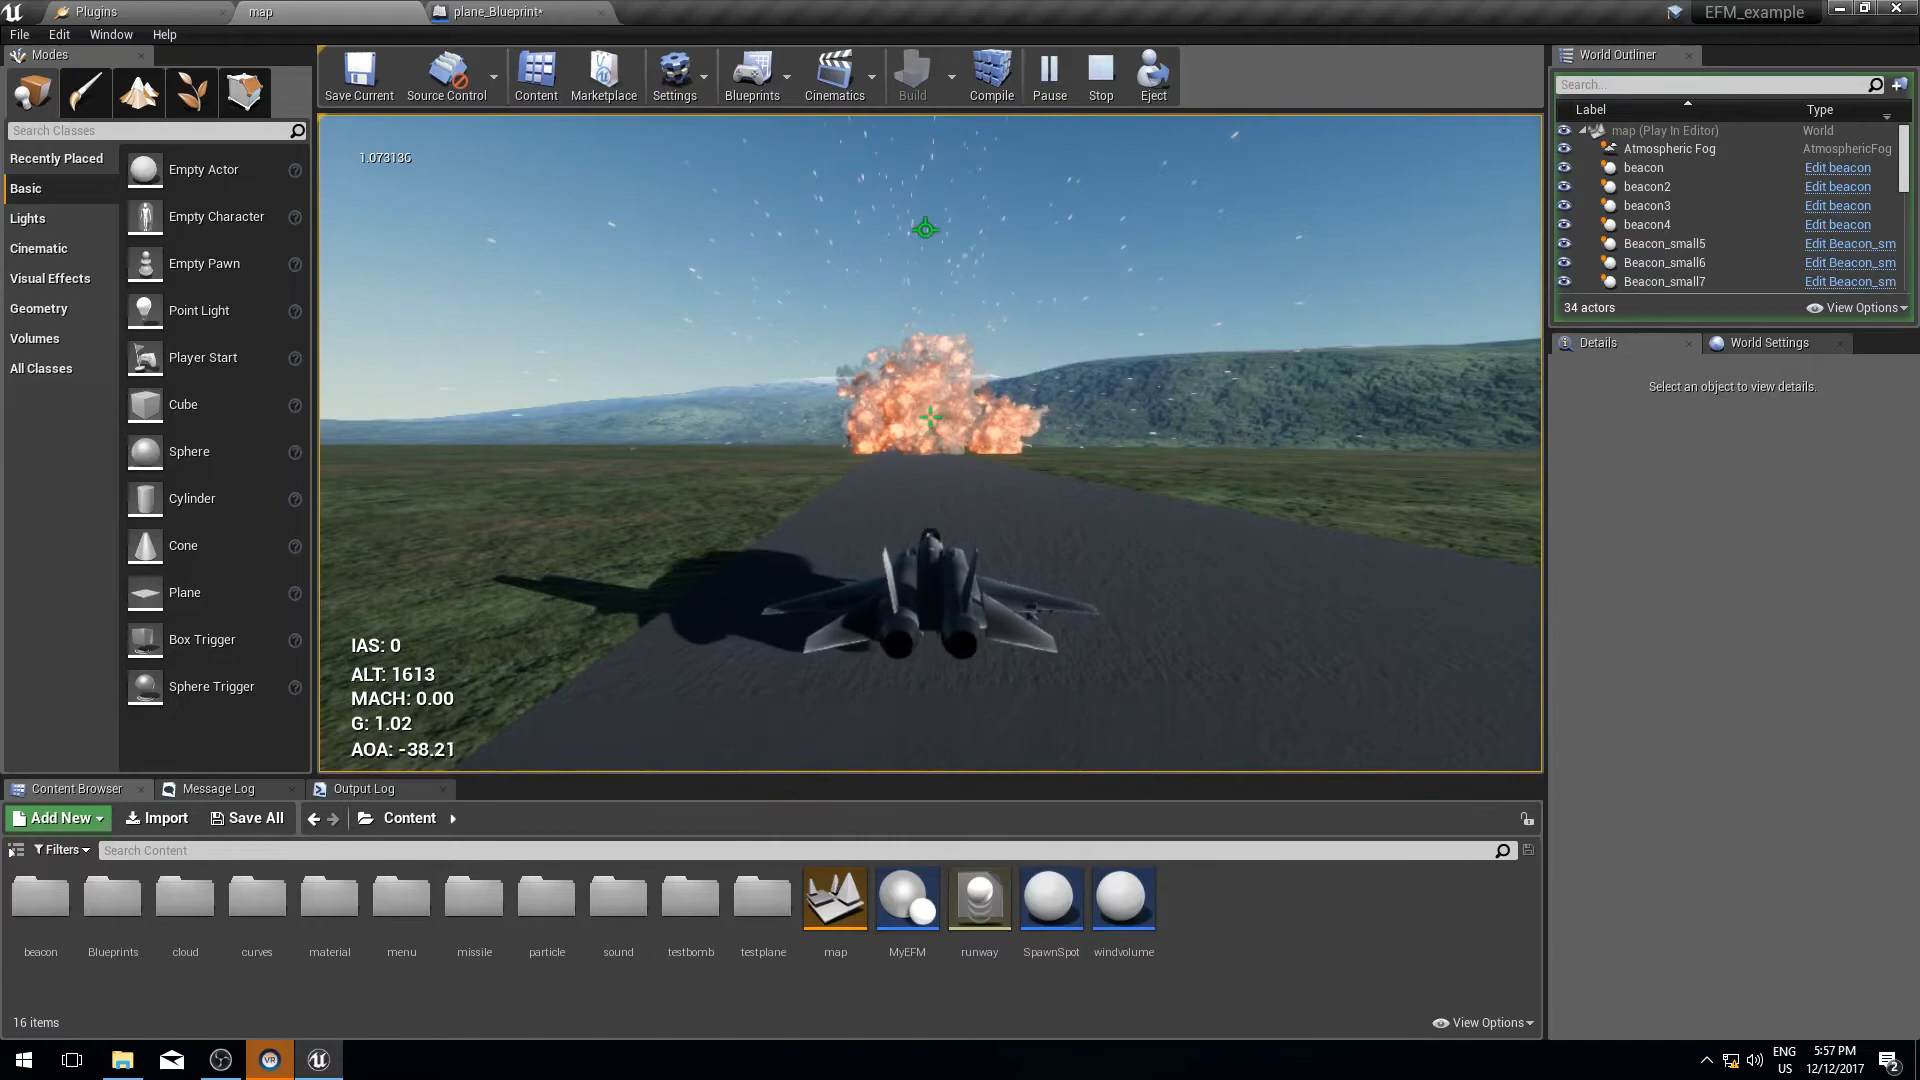 Plugins
map
plane_Blueprint*
EFM_example
File Edit Window Help
Modes
Save Current
Source Control
Content
Marketplace
Settings
Blueprints
Cinematics
Build
Compile
Pause
Stop
Eject
Search Classes
Recently Placed
Basic
Lights
Cinematic
Visual Effects
Geometry
Volumes
All Classes
Empty Actor
Empty Character
Empty Pawn
Point Light
Player Start
Cube
Sphere
Cylinder
Cone
Plane
Box Trigger
Sphere Trigger
1.073136
IAS: 0
ALT: 1613
MACH: 0.00
G: 1.02
AOA: -38.21
World Outliner
Search...
Label Type
map (Play In Editor) World
Atmospheric Fog AtmosphericFog
beacon Edit beacon
beacon2 Edit beacon
beacon3 Edit beacon
beacon4 Edit beacon
Beacon_small5 Edit Beacon_sm
Beacon_small6 Edit Beacon_sm
Beacon_small7 Edit Beacon_sm
34 actors
View Options
Details
World Settings
Select an object to view details.
Content Browser
Message Log
Output Log
Add New
Import
Save All
Content
Filters
Search Content
beacon
Blueprints
cloud
curves
material
menu
missile
particle
sound
testbomb
testplane
map
MyEFM
runway
SpawnSpot
windvolume
16 items
View Options
VR
ENG
US
5:57 PM
12/12/2017
2